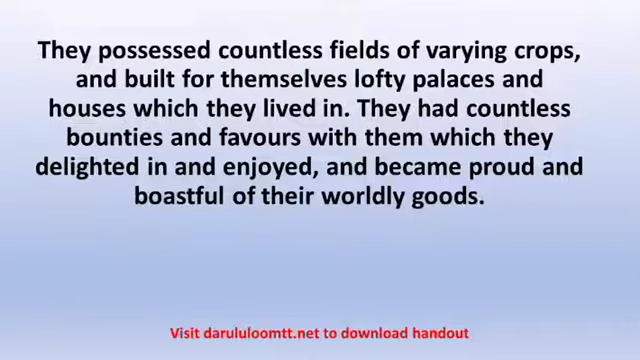 They possessed countless fields of varying crops,
and built for themselves lofty palaces and
houses which they lived in. They had countless
bounties and favours with them which they
delighted in and enjoyed, and became proud and
boastful of their worldly goods.
Visit darululoomtt.net to download handout